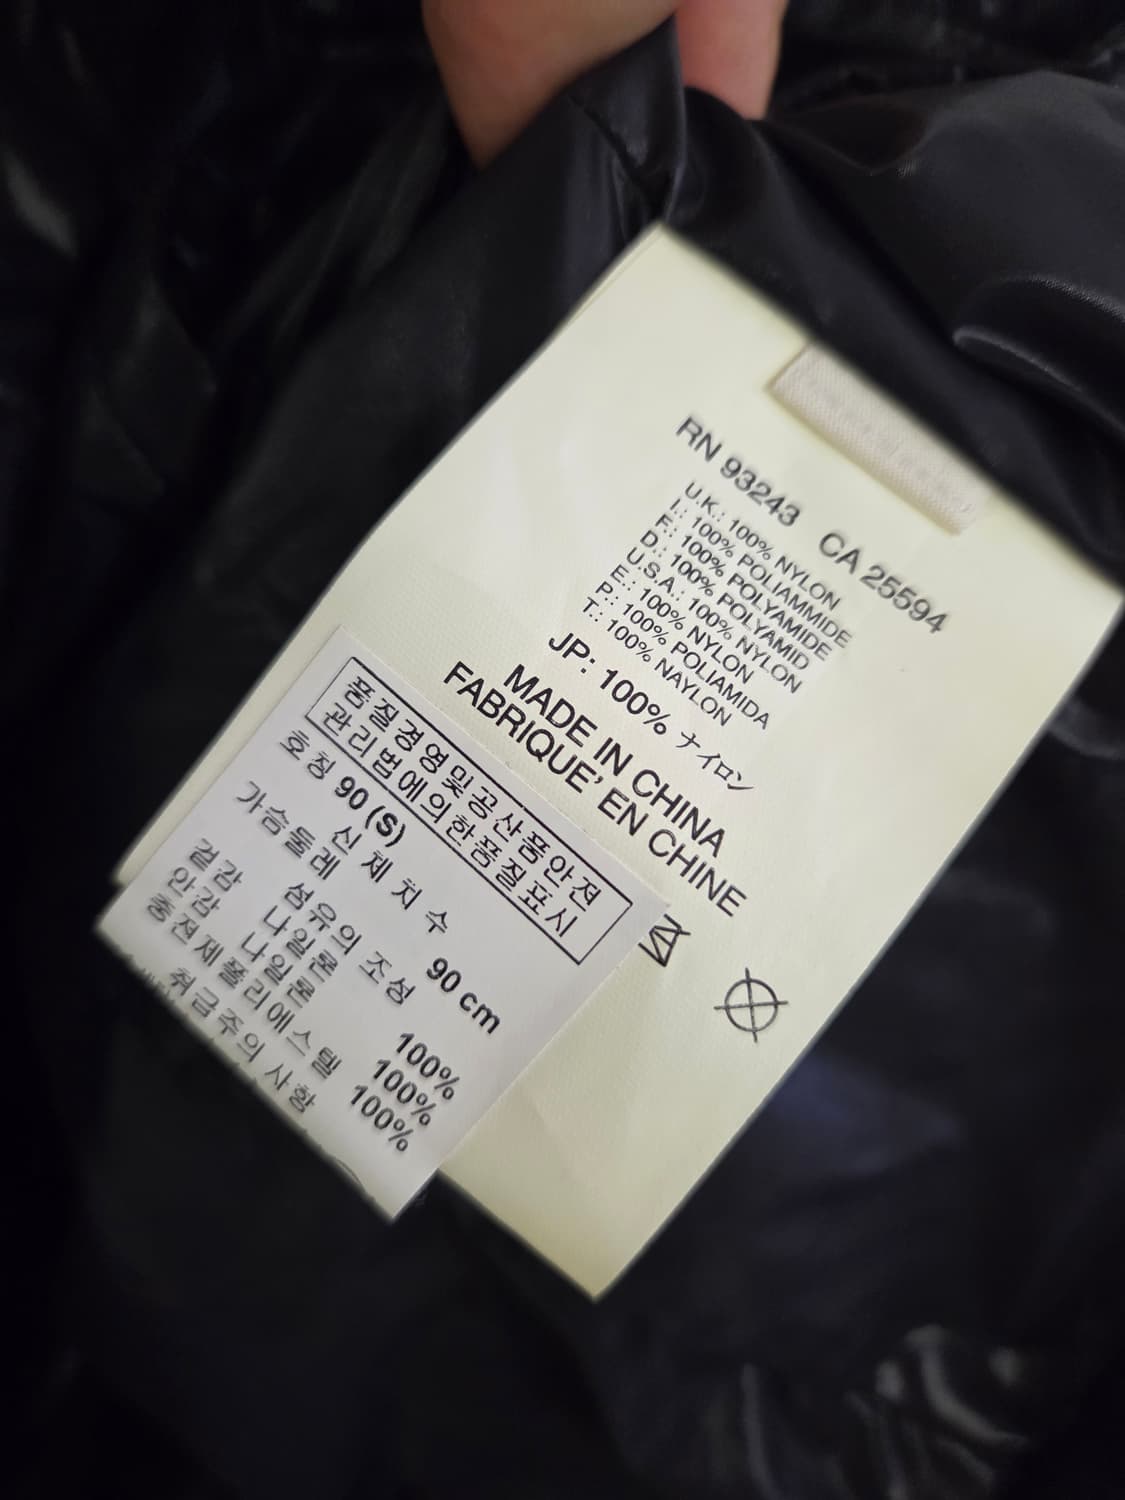 RN 93243 CA 25594
U.K.: 100% NYLON
I.: 100% POLIAMMIDE
F.: 100% POLYAMIDE
D.: 100% POLYAMID
U.S.A.: 100% NYLON
E.: 100% NYLON
P.: 100% POLIAMIDA
T.: 100% NAYLON
JP: 100% ナイロン
MADE IN CHINA
FABRIQUE' EN CHINE
품질경영및공산품안전
관리법에의한품질표시
호칭 90 (S)
신 체 치 수
가슴둘레 90 cm
섬유의 조성
겉감 나일론 100%
안감 나일론 100%
충전재폴리에스텔 100%
취급주의 사항